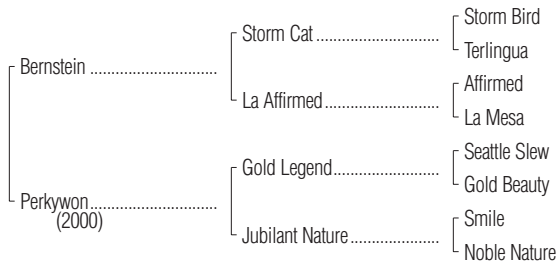 Storm Bird
Storm Cat ..............................
Terlingua
Bernstein ..............................
Affirmed
La Affirmed ............................
La Mesa
Seattle Slew
Gold Legend..........................
Gold Beauty
Perkywon..............................
(2000)
Smile
Jubilant Nature......................
Noble Nature